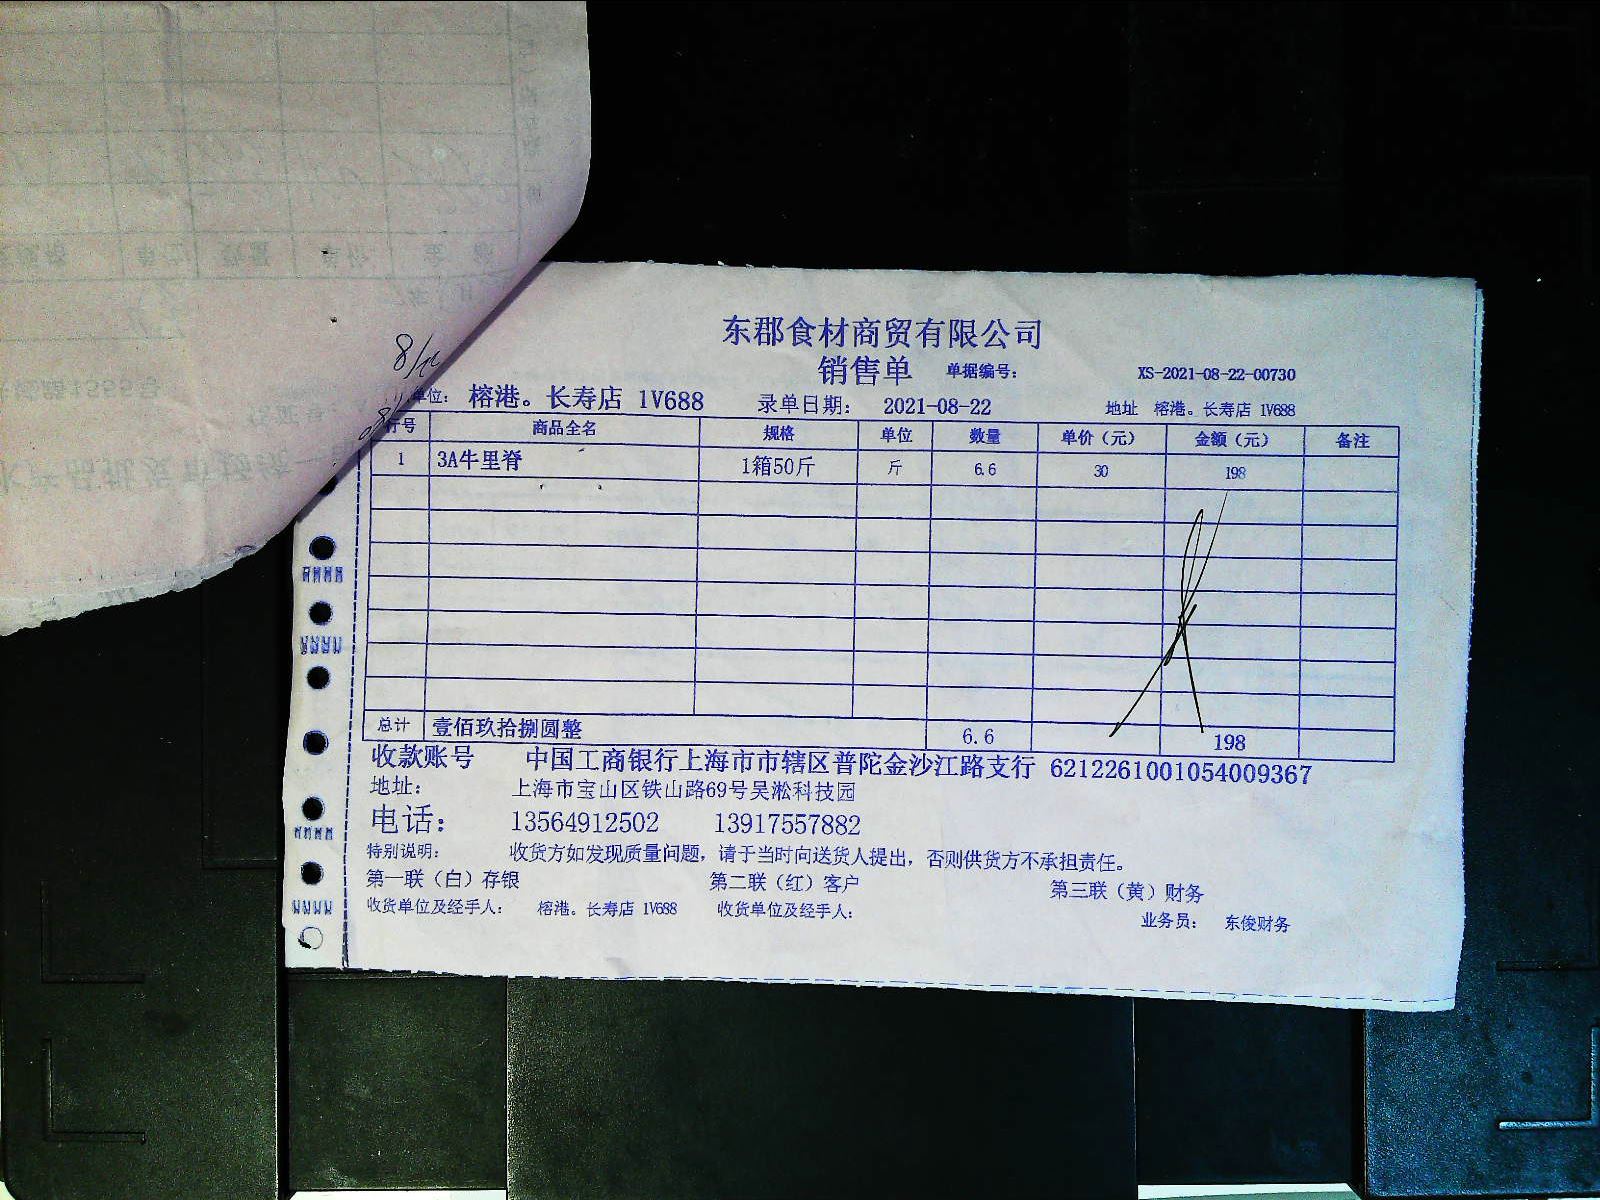 东郡食材商贸有限公司
销售单 单据编号: XS-2021-08-22-00730
单位: 榕港。长寿店 1V688 录单日期: 2021-08-22 地址 榕港。长寿店 1V688
行号 商品全名 规格 单位 数量 单价（元） 金额（元） 备注
1 3A牛里脊 1箱50斤 斤 6.6 30 198
总计 壹佰玖拾捌圆整 6.6 198
收款账号 中国工商银行上海市市辖区普陀金沙江路支行 6212261001054009367
地址: 上海市宝山区铁山路69号吴淞科技园
电话: 13564912502 13917557882
特别说明: 收货方如发现质量问题，请于当时向送货人提出，否则供货方不承担责任。
第一联（白）存银 第二联（红）客户 第三联（黄）财务
收货单位及经手人: 榕港。长寿店 1V688 收货单位及经手人:
业务员: 东俊财务